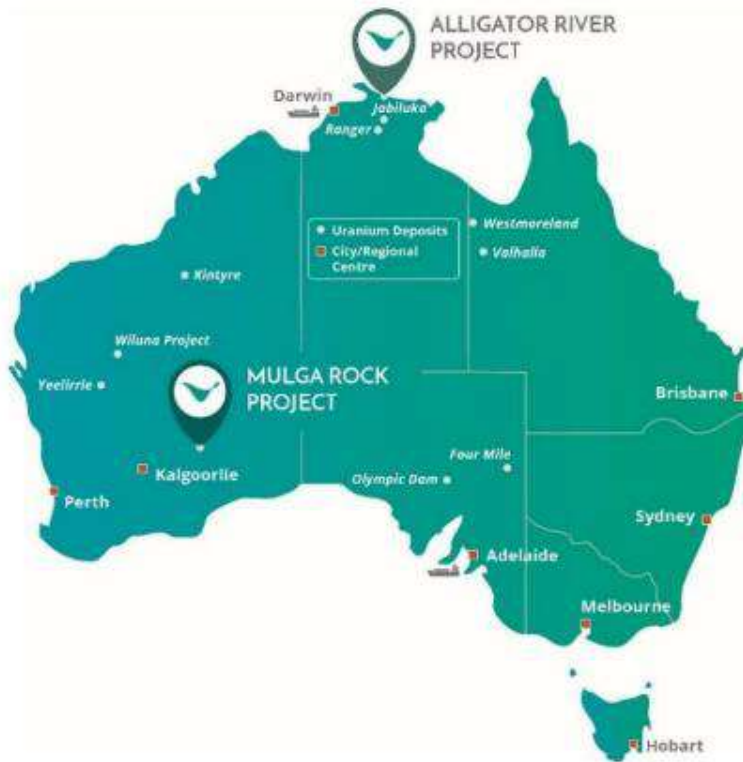 ALLIGATOR RIVER
PROJECT
Darwin
Jabiluka
Ranger
Uranium Deposits
City/Regional
Centre
Westmoreland
Valhalla
Kintyre
Wiluna Project
Yeelirrie
MULGA ROCK
PROJECT
Brisbane
Kalgoorlie
Four Mile
Olympic Dam
Perth
Sydney
Adelaide
Melbourne
Hobart